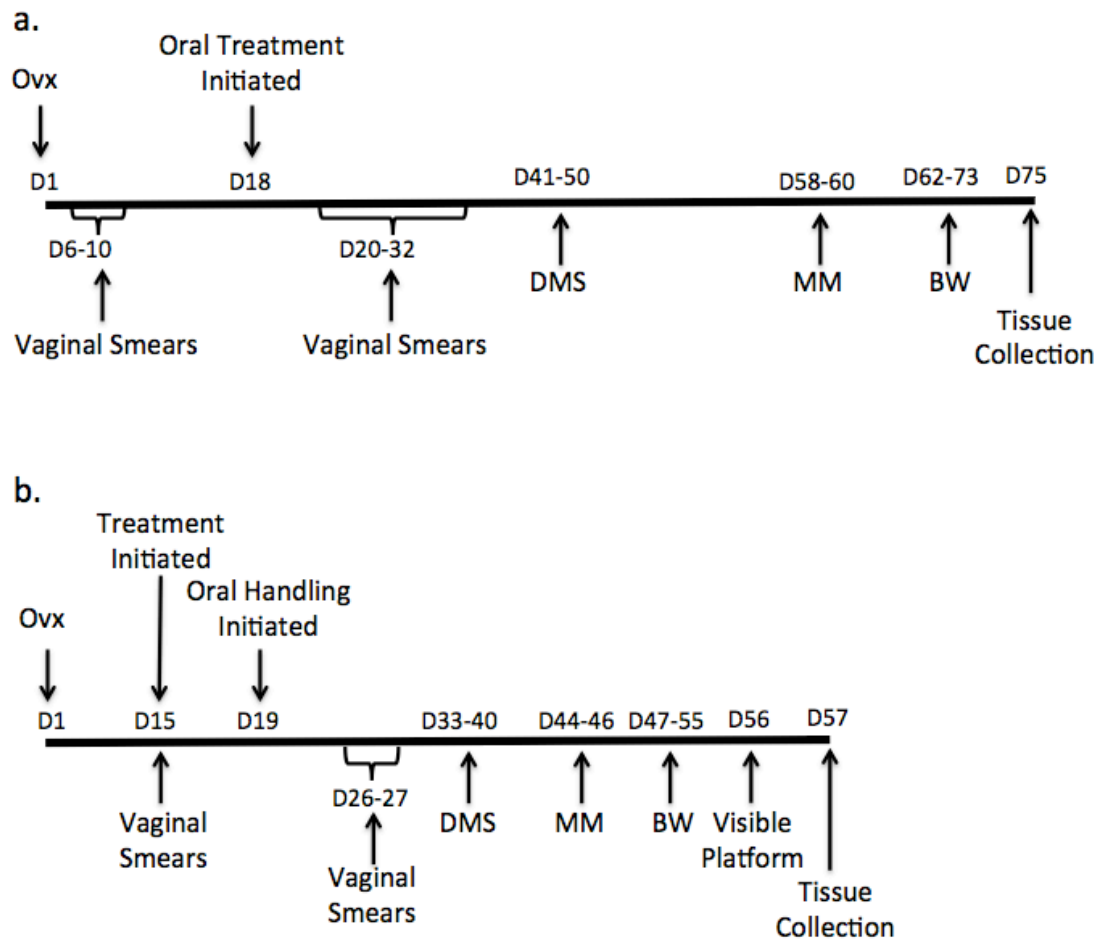 a.
Oral Treatment
Initiated
Ovx
D1
D18
D41-50
D58-60
D62-73
D75
D6-10
D20-32
DMS
MM
BW
Vaginal Smears
Vaginal Smears
Tissue
Collection
b.
Treatment
Initiated
Oral Handling
Initiated
Ovx
D1
D15
D19
D33-40
D44-46
D47-55
D56
D57
D26-27
Vaginal
Smears
DMS
MM
BW
Visible
Platform
Vaginal
Smears
Tissue
Collection